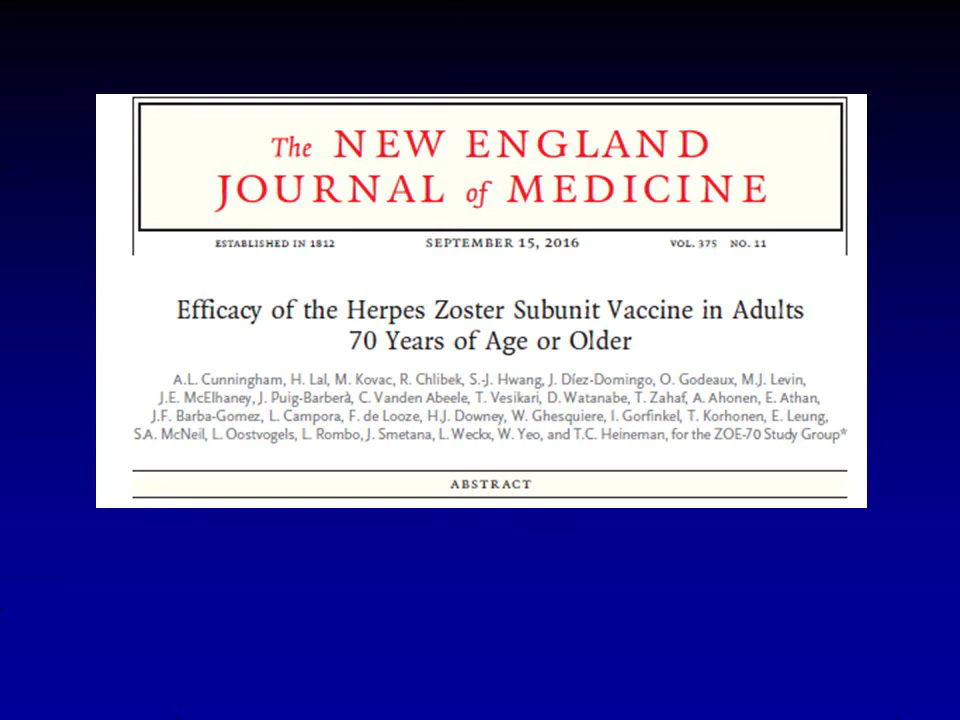 The NEW ENGLAND
JOURNAL of MEDICINE
ESTABLISHED IN 1812 SEPTEMBER 15, 2016 VOL. 375 NO. 11
Efficacy of the Herpes Zoster Subunit Vaccine in Adults
70 Years of Age or Older
A.L. Cunningham, H. Lal, M. Kovac, R. Chlibek, S.-J. Hwang, J. Díez-Domingo, O. Godeaux, M.J. Levin,
J.E. McElhaney, J. Puig-Barberà, C. Vanden Abeele, T. Vesikari, D. Watanabe, T. Zahaf, A. Ahonen, E. Athan,
J.F. Barba-Gomez, L. Campora, F. de Looze, H.J. Downey, W. Ghesquiere, I. Gorfinkel, T. Korhonen, E. Leung,
S.A. McNeil, L. Oostvogels, L. Rombo, J. Smetana, L. Weckx, W. Yeo, and T.C. Heineman, for the ZOE-70 Study Group*
ABSTRACT